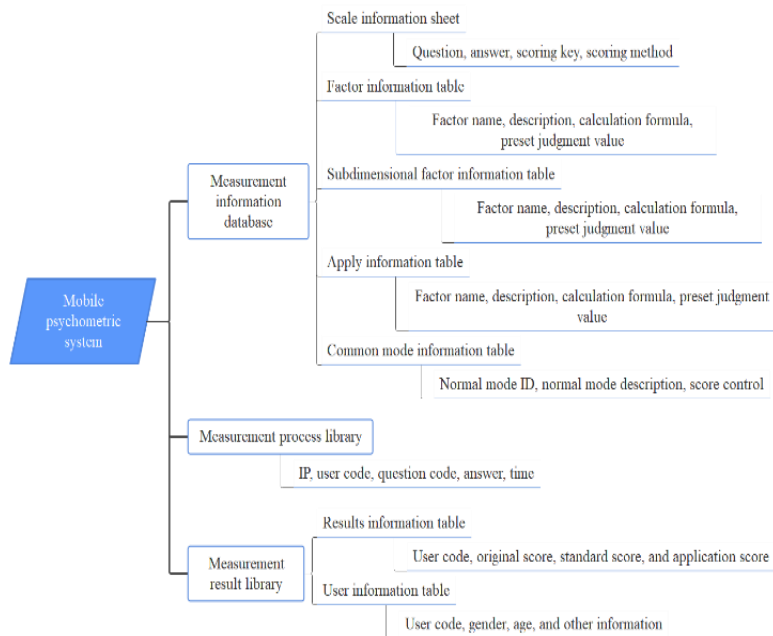 Scale information sheet
Question, answer, scoring key, scoring method
Factor information table
Factor name, description, calculation formula,
preset judgment value
Measurement
information
database
Subdimensional factor information table
Factor name, description, calculation formula,
preset judgment value
Apply information table
Factor name, description, calculation formula, preset judgment
value
Mobile
psychometric
system
Common mode information table
Normal mode ID, normal mode description, score control
Measurement process library
IP, user code, question code, answer, time
Measurement
result library
Results information table
User code, original score, standard score, and application score
User information table
User code, gender, age, and other information